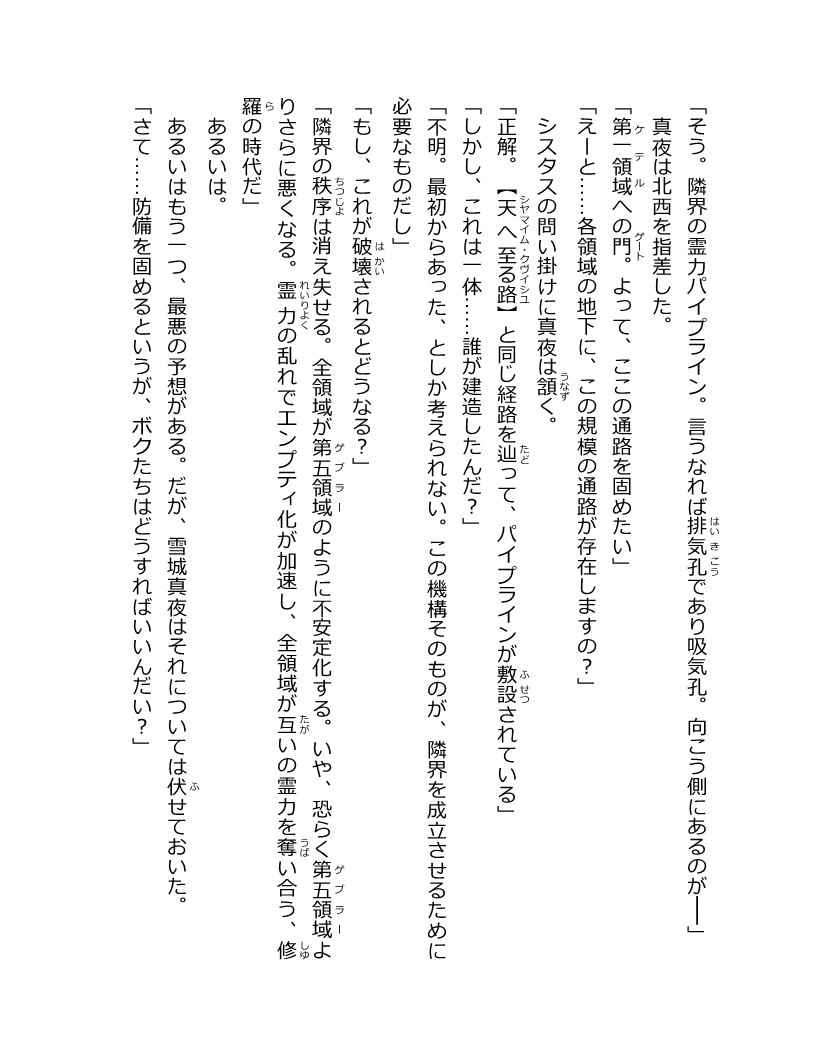 「そう。隣界の霊力パイプライン。言うなれば排気孔であり吸気孔。向こう側にあるのが――」
真夜は北西を指差した。
「第一領域への門。よって、ここの通路を固めたい」
「えーと……各領域の地下に、この規模の通路が存在しますの？」
シスタスの問い掛けに真夜は頷く。
「正解。【天へ至る路】と同じ経路を辿って、パイプラインが敷設されている」
「しかし、これは一体……誰が建造したんだ？」
「不明。最初からあった、としか考えられない。この機構そのものが、隣界を成立させるために
必要なものだし」
「もし、これが破壊されるとどうなる？」
「隣界の秩序は消え失せる。全領域が第五領域のように不安定化する。いや、恐らく第五領域よ
りさらに悪くなる。霊力の乱れでエンプティ化が加速し、全領域が互いの霊力を奪い合う、修
羅の時代だ」
あるいは。
あるいはもう一つ、最悪の予想がある。だが、雪城真夜はそれについては伏せておいた。
「さて……防備を固めるというが、ボクたちはどうすればいいんだい？」